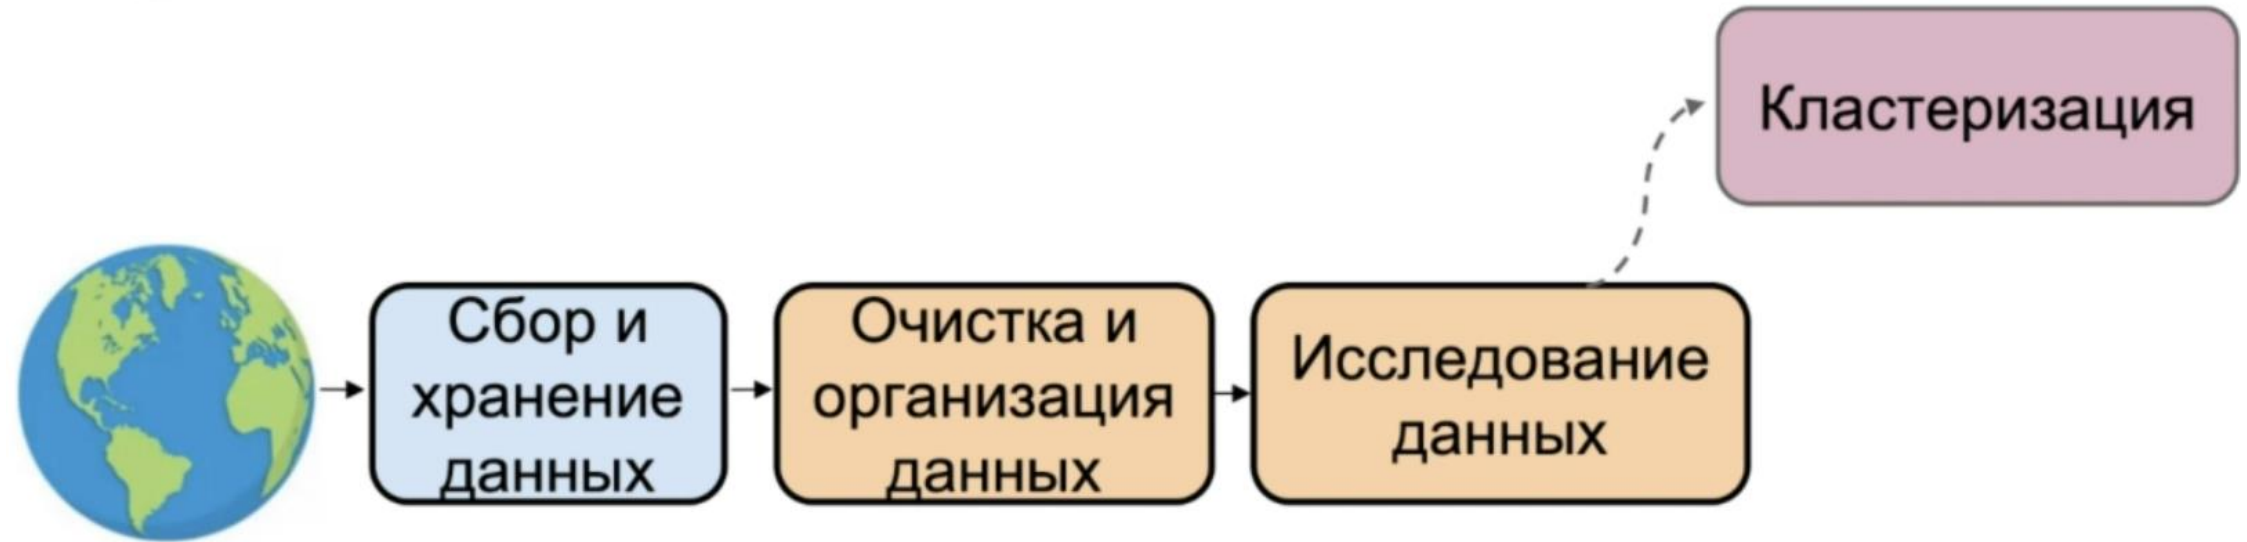 Кластеризация
Сбор и
хранение
данных
Очистка и
организация
данных
Исследование
данных